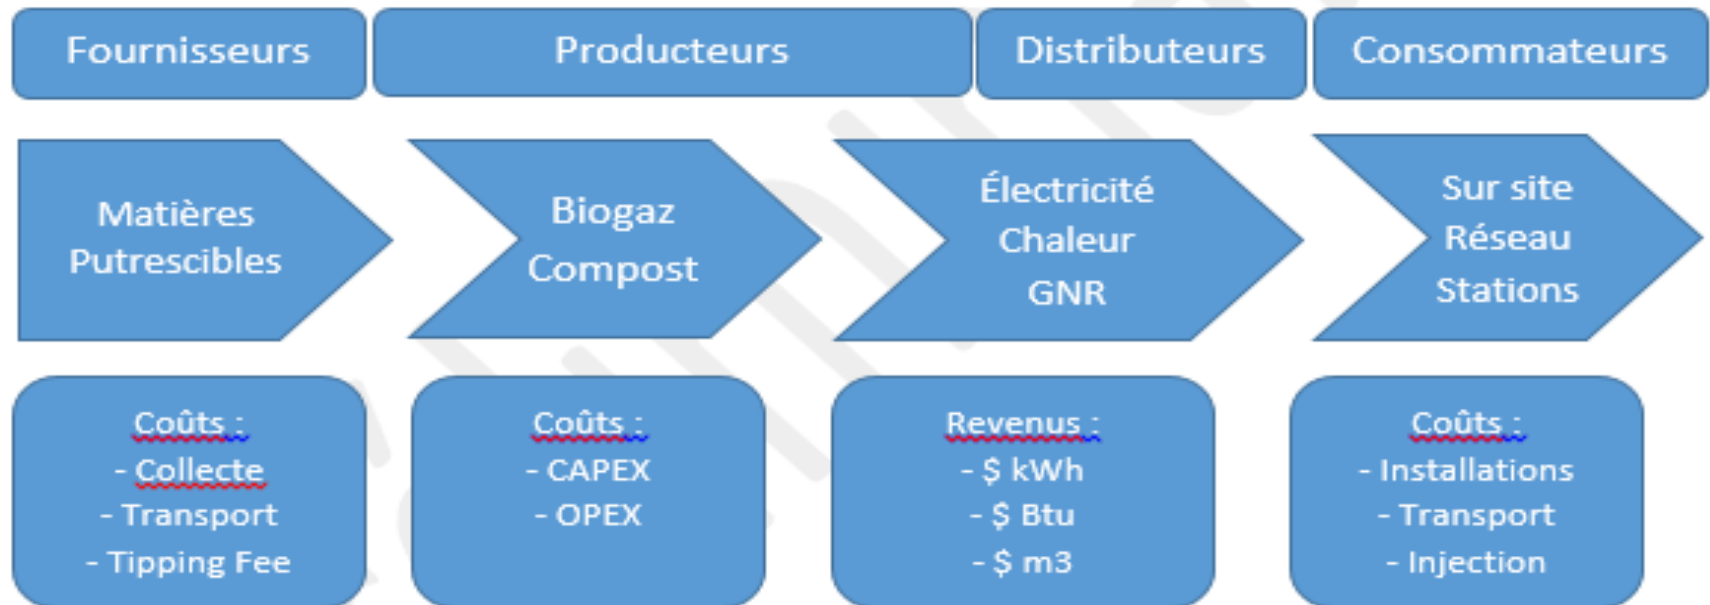 Fournisseurs
Producteurs
Distributeurs
Consommateurs
Matières
Putrescibles
Biogaz
Compost
Électricité
Chaleur
GNR
Sur site
Réseau
Stations
Coûts :
- Collecte
- Transport
- Tipping Fee
Coûts :
- CAPEX
- OPEX
Revenus :
- $ kWh
- $ Btu
- $ m3
Coûts :
- Installations
- Transport
- Injection